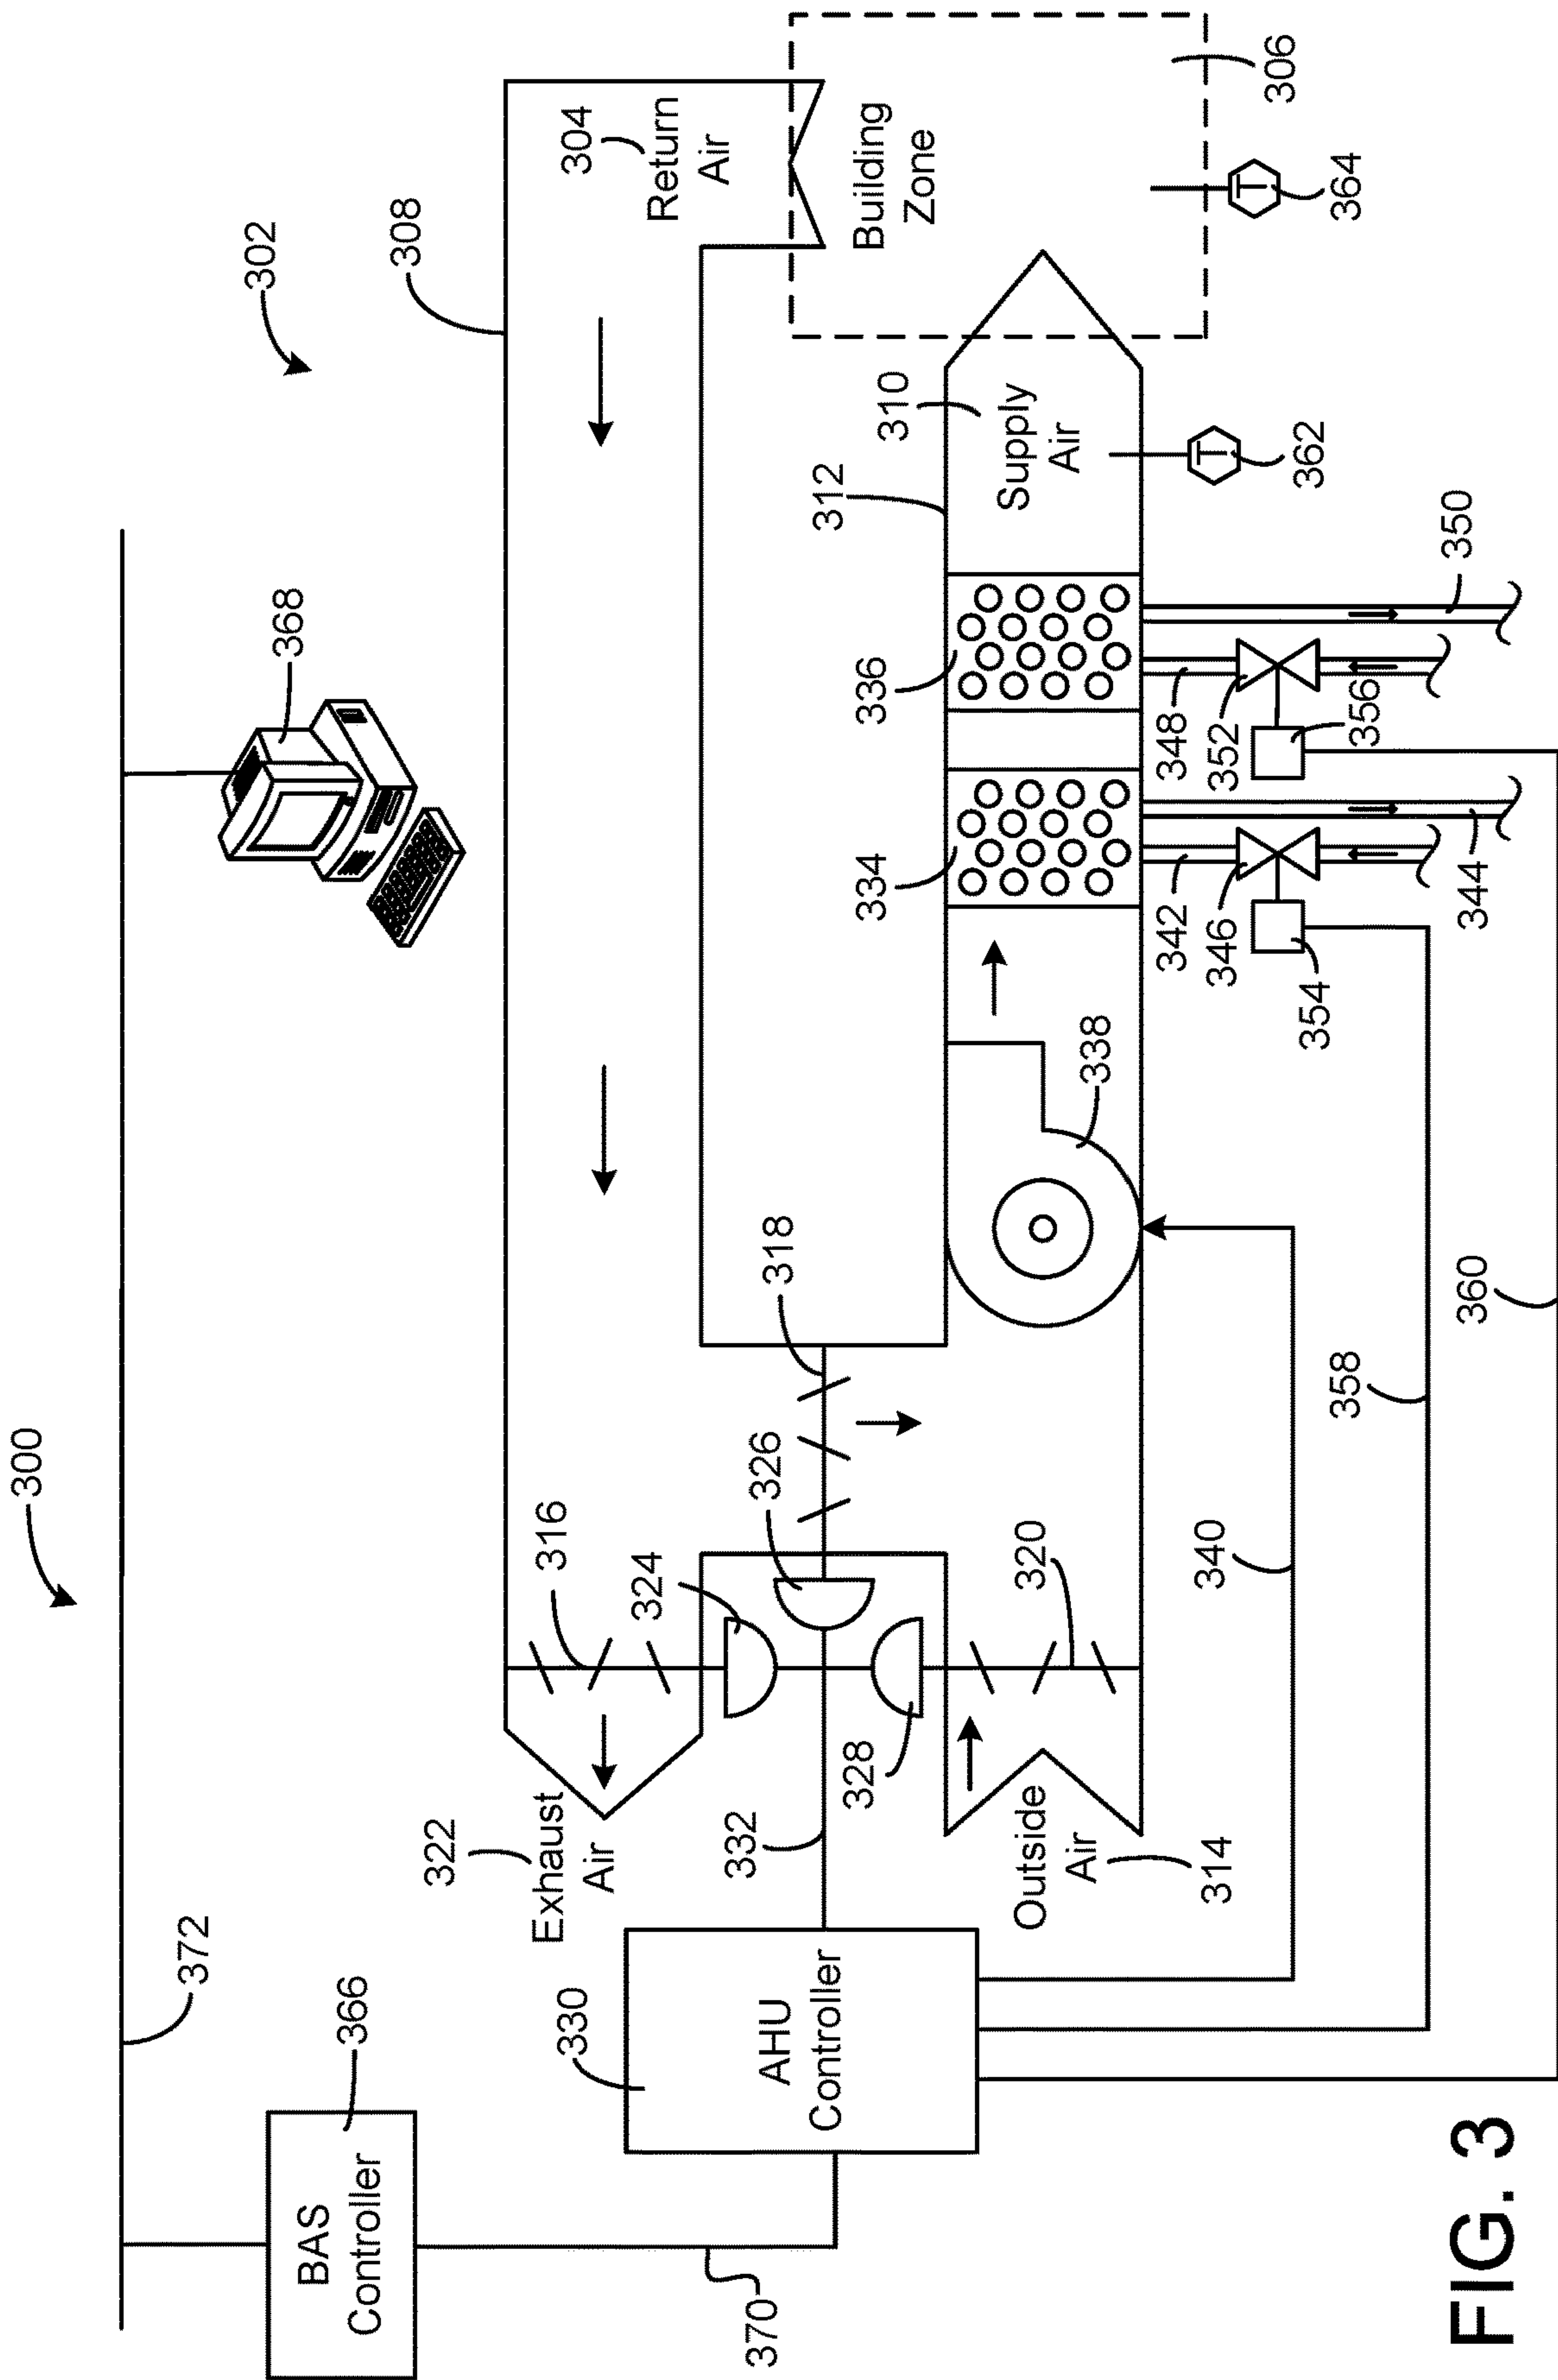 300
302
372
368
366
BAS
Controller
370
308
304
Return
Air
306
Building
Zone
364
322
Exhaust
Air
316
324
326
318
328
332
330
AHU
Controller
Outside
Air
314
320
338
334
336
312
310
Supply
Air
362
342
346
354
344
348
352
356
350
340
358
360
FIG. 3
T
T